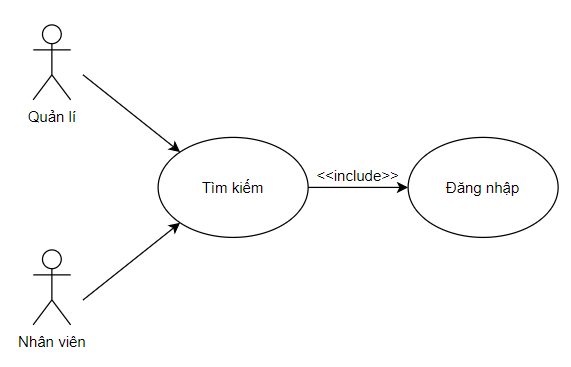 Quản lí
Tìm kiếm
<<include>>
Đăng nhập
Nhân viên